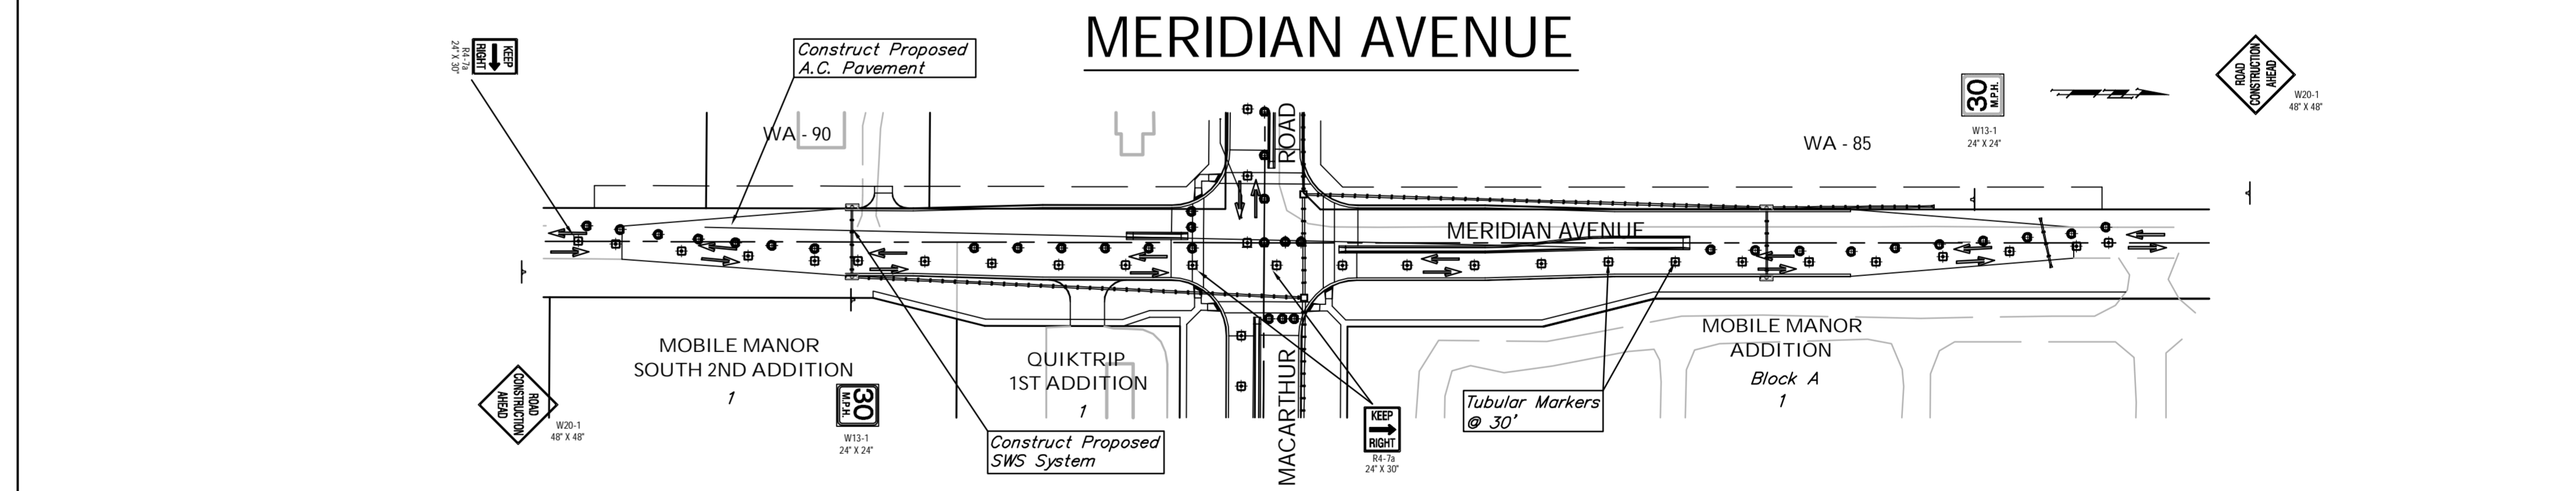 MERIDIAN AVENUE
KEEP
RIGHT
R4-7a
24" X 30"
Construct Proposed
A.C. Pavement
WA - 90
ROAD
WA - 85
30
M.P.H.
W13-1
24" X 24"
ROAD
CONSTRUCTION
AHEAD
W20-1
48" X 48"
MERIDIAN AVENUE
MOBILE MANOR
SOUTH 2ND ADDITION
1
QUIKTRIP
1ST ADDITION
1
MACARTHUR
MOBILE MANOR
ADDITION
Block A
1
ROAD
CONSTRUCTION
AHEAD
W20-1
48" X 48"
30
M.P.H.
W13-1
24" X 24"
Construct Proposed
SWS System
KEEP
RIGHT
R4-7a
24" X 30"
Tubular Markers
@ 30'